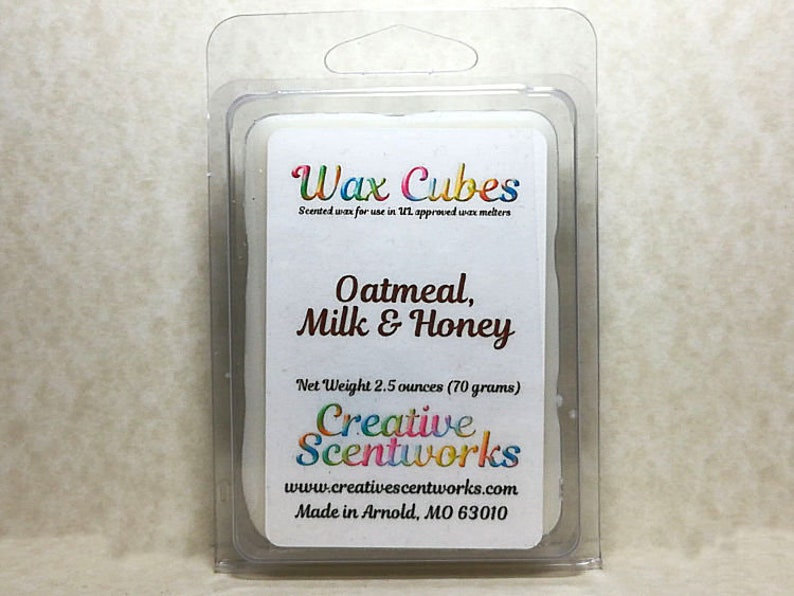 Wax Cubes
Scented wax for use in UL approved wax melters
Oatmeal,
Milk & Honey
Net Weight 2.5 ounces (70 grams)
Creative
Scentworks
www.creativescentworks.com
Made in Arnold, MO 63010